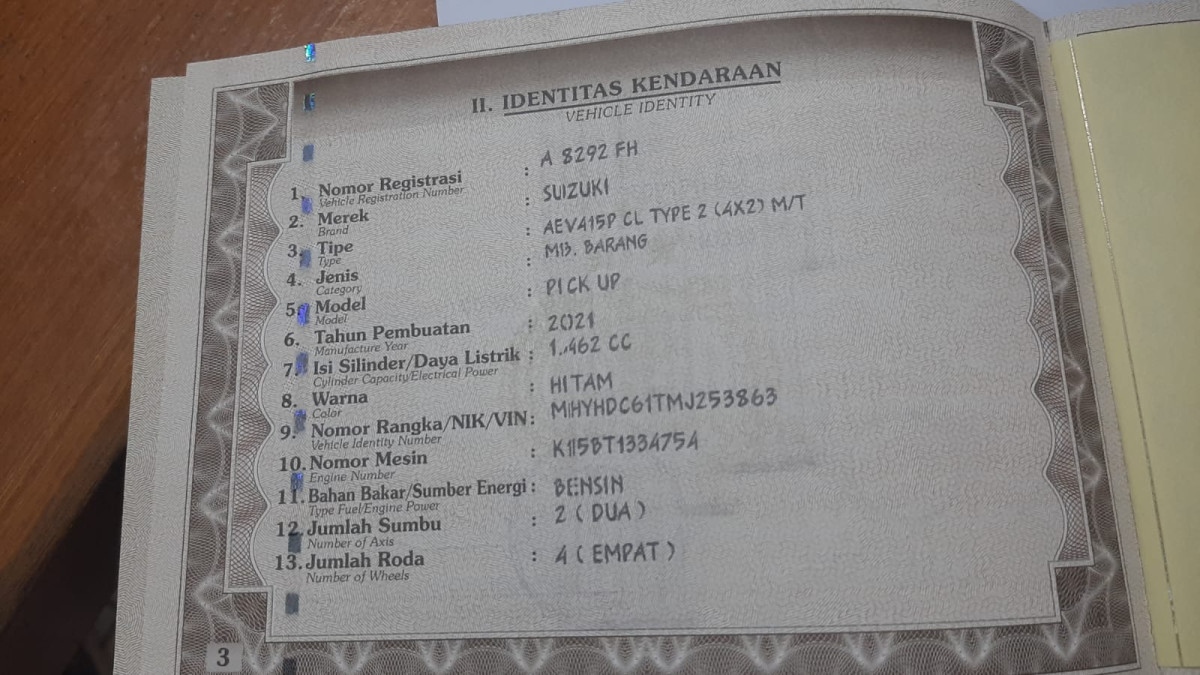 II. IDENTITAS KENDARAAN
VEHICLE IDENTITY
1. Nomor Registrasi : A 8292 FH
Vehicle Registration Number
2. Merek : SUIZUKI
Brand
3. Tipe : AEV415P CL TYPE 2 (4X2) M/T
Type
4. Jenis : MB. BARANG
Category
5. Model : PICK UP
Model
6. Tahun Pembuatan : 2021
Manufacture Year
7. Isi Silinder/Daya Listrik : 1.462 CC
Cylinder Capacity/Electrical Power
8. Warna : HITAM
Color
9. Nomor Rangka/NIK/VIN : MHYHDC61TMJ253863
Vehicle Identity Number
10. Nomor Mesin : K15BT1334754
Engine Number
11. Bahan Bakar/Sumber Energi : BENSIN
Type Fuel/Engine Power
12. Jumlah Sumbu : 2 ( DUA )
Number of Axis
13. Jumlah Roda : 4 ( EMPAT )
Number of Wheels
3